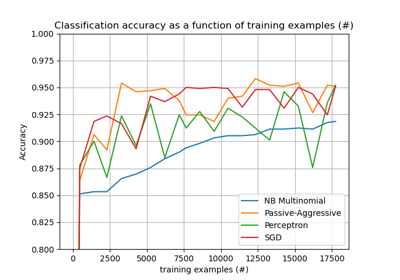 Classification accuracy as a function of training examples (#)
1.000
0.975
0.950
0.925
0.900
0.875
0.850
0.825
0.800
Accuracy
NB Multinomial
Passive-Aggressive
Perceptron
SGD
0 2500 5000 7500 10000 12500 15000 17500
training examples (#)